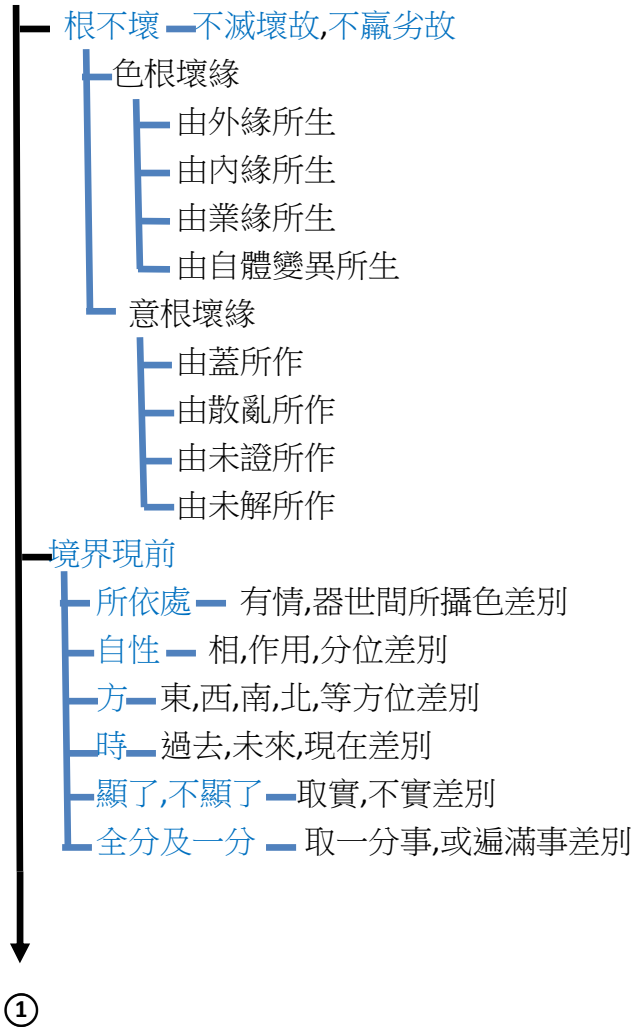 根不壞 不滅壞故,不羸劣故
色根壞緣
由外緣所生
由內緣所生
由業緣所生
由自體變異所生
意根壞緣
由蓋所作
由散亂所作
由未證所作
由未解所作
境界現前
所依處 有情,器世間所攝色差別
自性 相,作用,分位差別
方 東,西,南,北,等方位差別
時 過去,未來,現在差別
顯了,不顯了 取實,不實差別
全分及一分 取一分事,或遍滿事差別
①